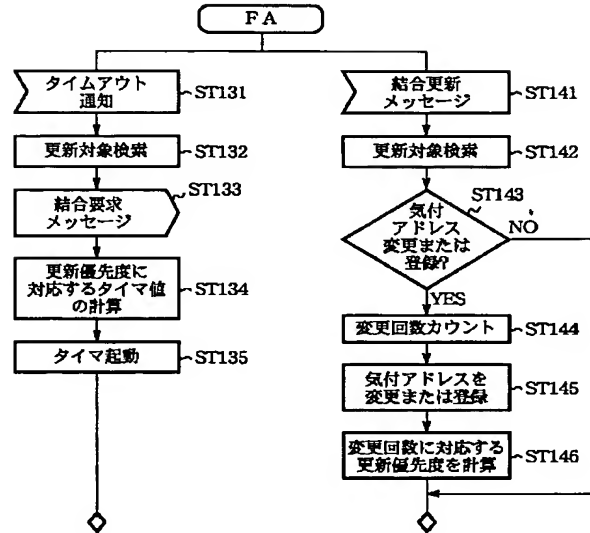 FA
タイムアウト
通知
ST131
更新対象検索
ST132
ST133
結合要求
メッセージ
更新優先度に
対応するタイマ値
の計算
ST134
タイマ起動
ST135
結合更新
メッセージ
ST141
更新対象検索
ST142
ST143
気付
アドレス
変更または
登録?
NO
YES
変更回数カウント
ST144
気付アドレスを
変更または登録
ST145
変更回数に対応する
更新優先度を計算
ST146